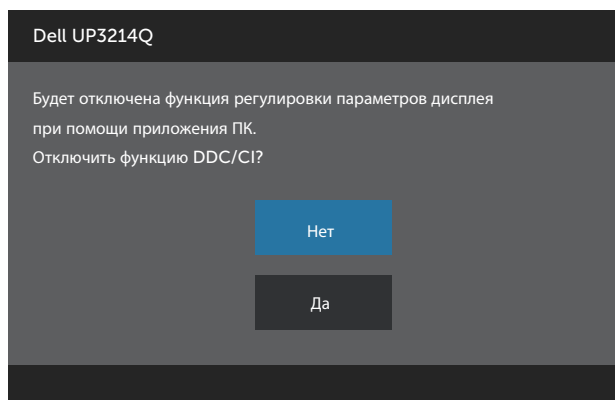 Dell UP3214Q
Будет отключена функция регулировки параметров дисплея
при помощи приложения ПК.
Отключить функцию DDC/CI?
Нет
Да